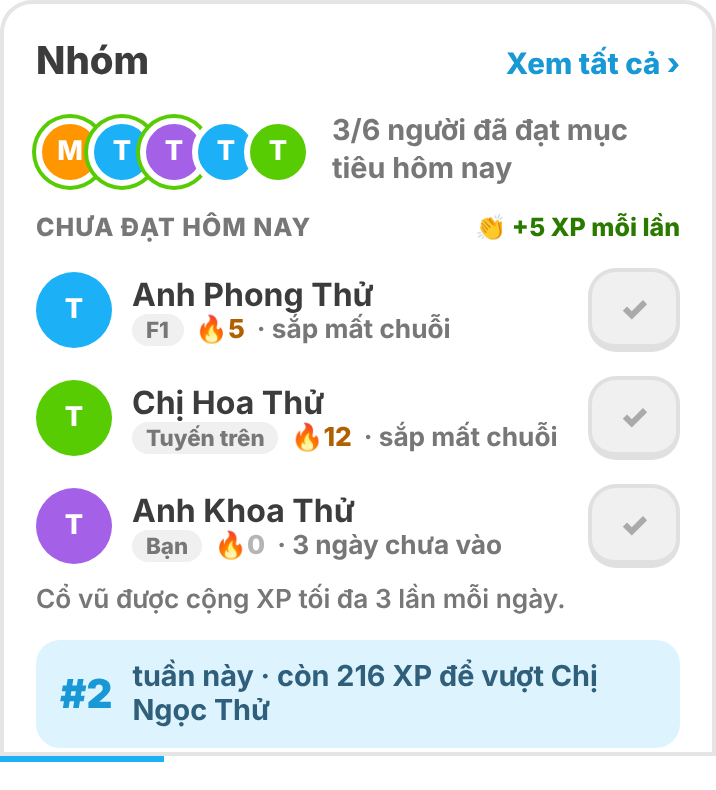 Nhóm
Xem tất cả ›
M T T T T
3/6 người đã đạt mục
tiêu hôm nay
CHƯA ĐẠT HÔM NAY
👏 +5 XP mỗi lần
T
Anh Phong Thử
F1 🔥5 · sắp mất chuỗi
✓
T
Chị Hoa Thử
Tuyến trên 🔥12 · sắp mất chuỗi
✓
T
Anh Khoa Thử
Bạn 🔥0 · 3 ngày chưa vào
✓
Cổ vũ được cộng XP tối đa 3 lần mỗi ngày.
#2
tuần này · còn 216 XP để vượt Chị
Ngọc Thử